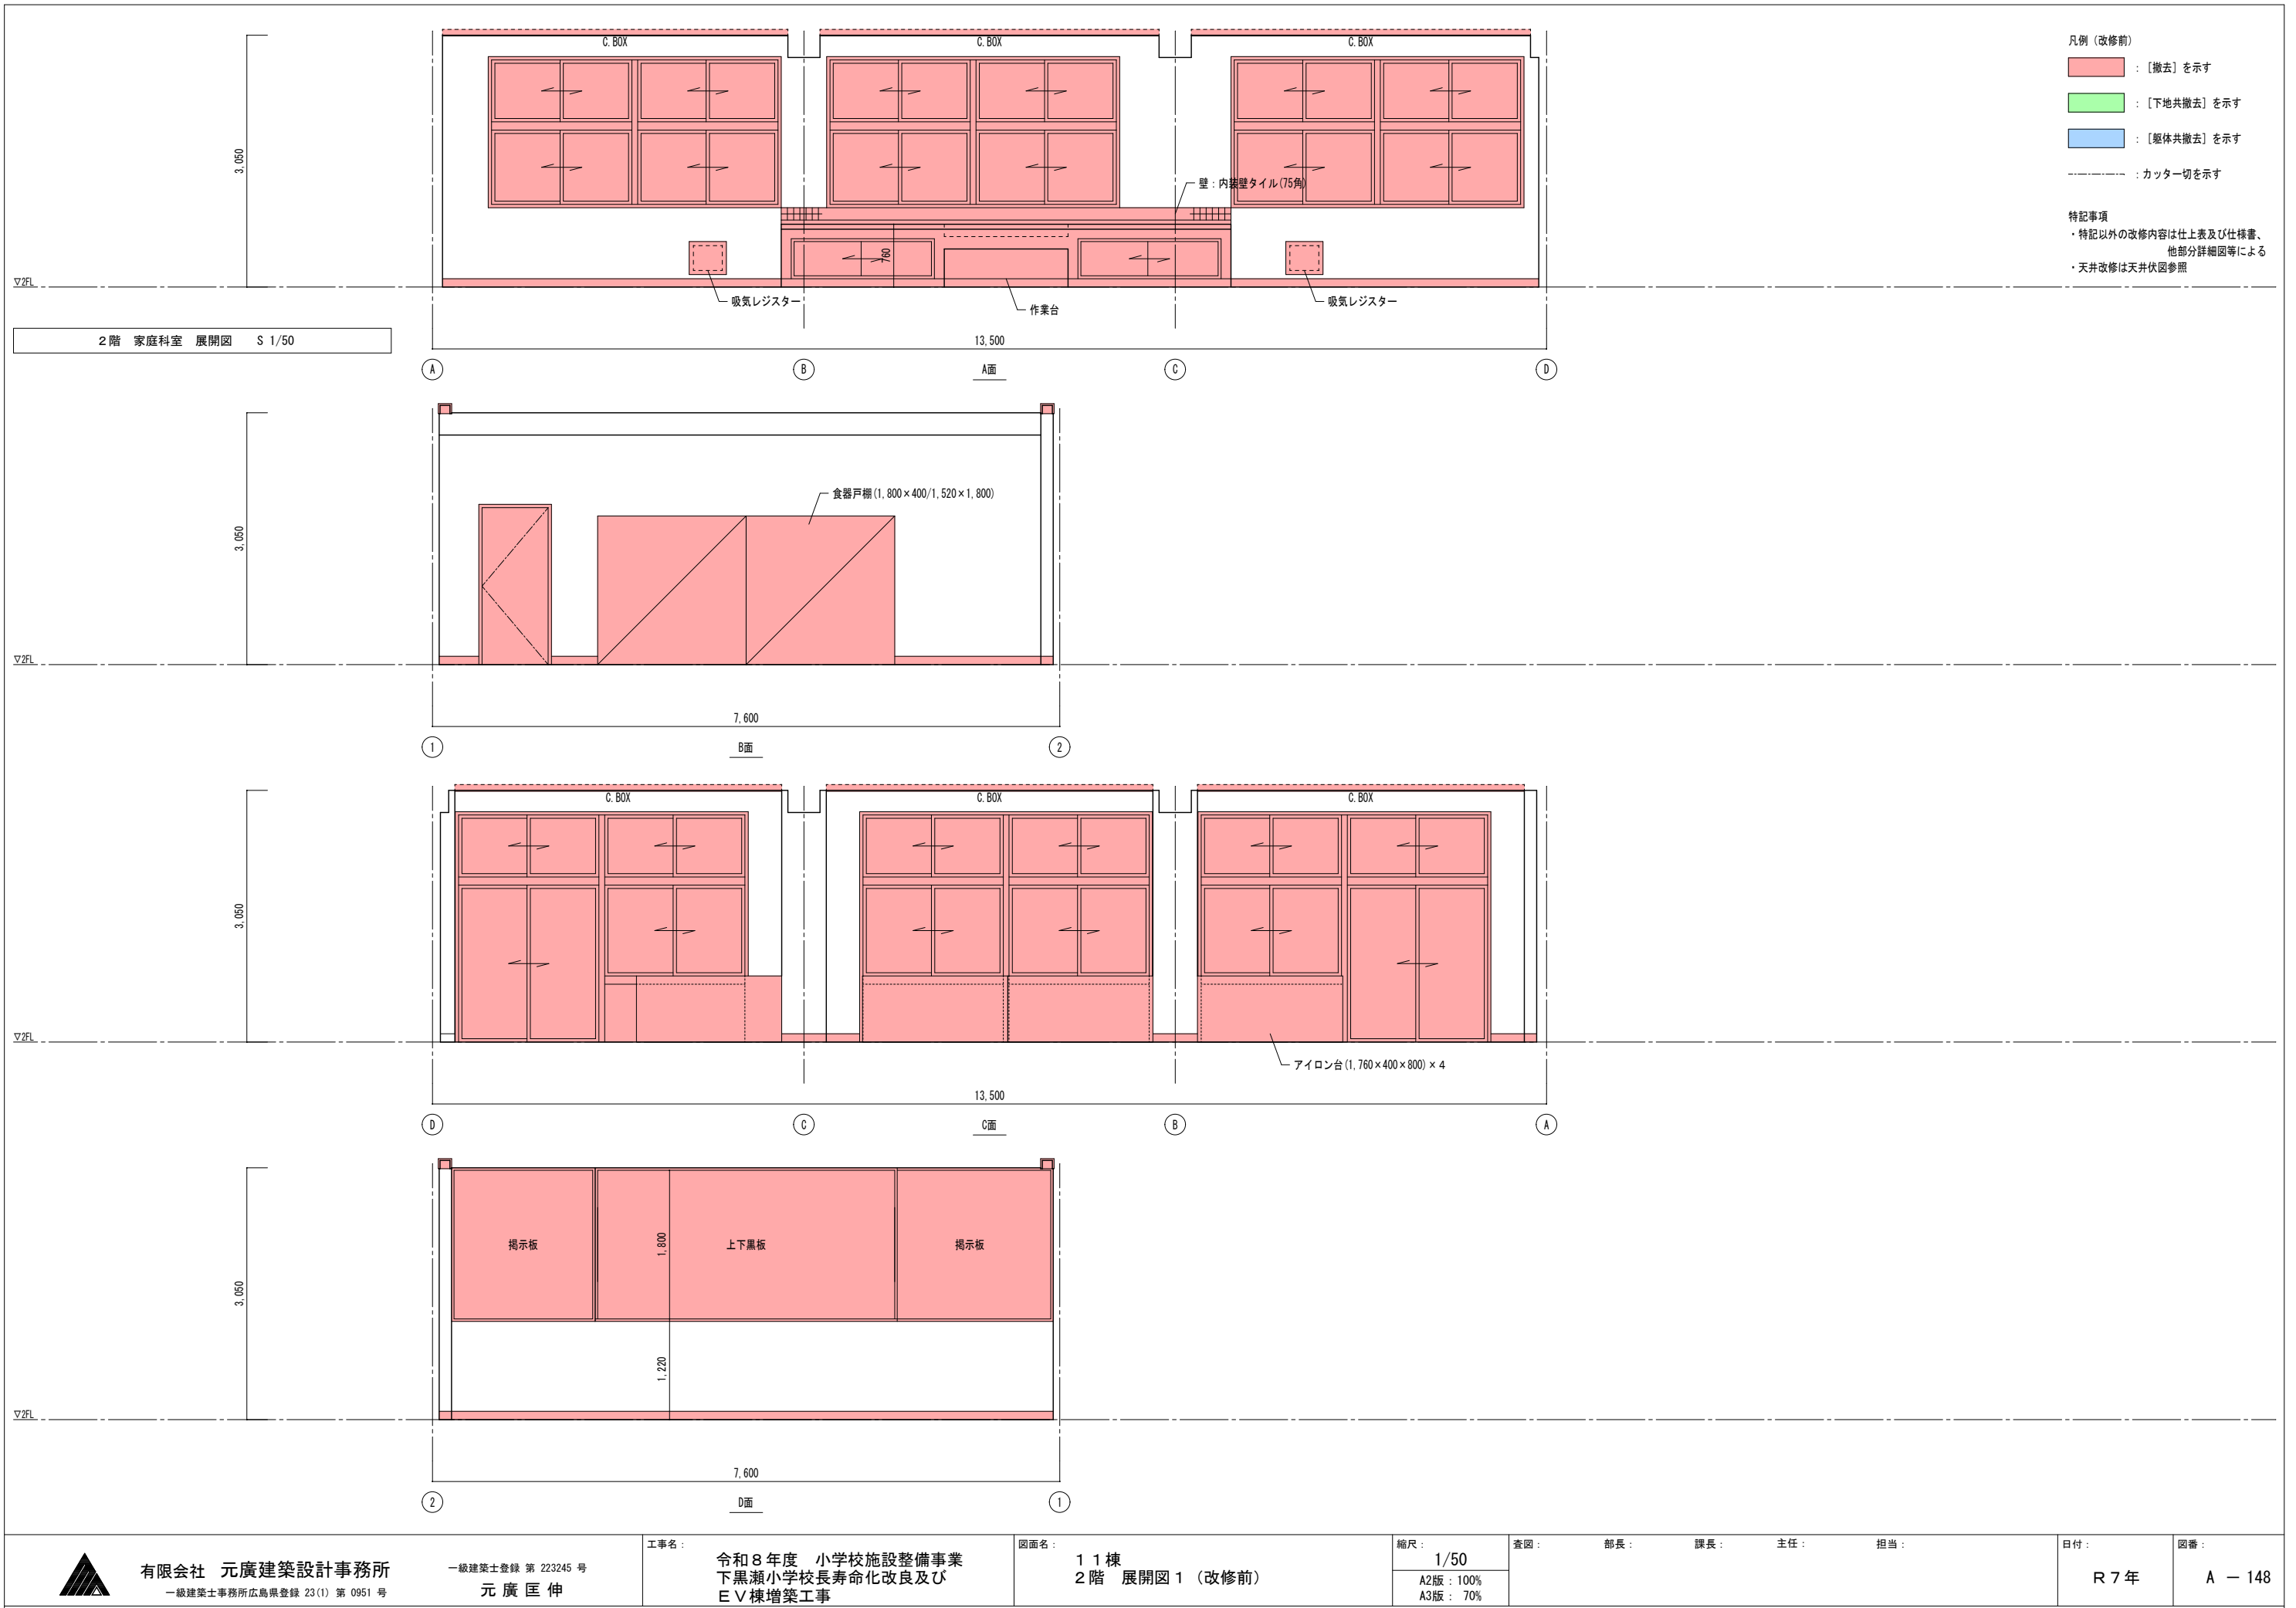 C.BOX
C.BOX
C.BOX
3,050
壁：内装壁タイル(75角)
760
▽2FL
吸気レジスター
作業台
吸気レジスター
2階　家庭科室　展開図　　S 1/50
13,500
A
B
A面
C
D
凡例（改修前）
：［撤去］を示す
：［下地共撤去］を示す
：［躯体共撤去］を示す
：カッター切を示す
特記事項
・特記以外の改修内容は仕上表及び仕様書、
他部分詳細図等による
・天井改修は天井伏図参照
3,050
食器戸棚(1,800×400/1,520×1,800)
▽2FL
7,600
1
B面
2
C.BOX
C.BOX
C.BOX
3,050
▽2FL
アイロン台(1,760×400×800)×4
13,500
D
C
C面
B
A
3,050
掲示板
1,800
上下黒板
掲示板
1,220
▽2FL
7,600
2
D面
1
有限会社　元廣建築設計事務所
一級建築士事務所広島県登録 23(1) 第 0951 号
一級建築士登録 第 223245 号
元廣匡伸
工事名：
令和８年度　小学校施設整備事業
下黒瀬小学校長寿命化改良及び
ＥＶ棟増築工事
図面名：
１１棟
２階　展開図１（改修前）
縮尺：
1/50
A2版：100%
A3版： 70%
査図：
部長：
課長：
主任：
担当：
日付：
Ｒ７年
図番：
Ａ －148